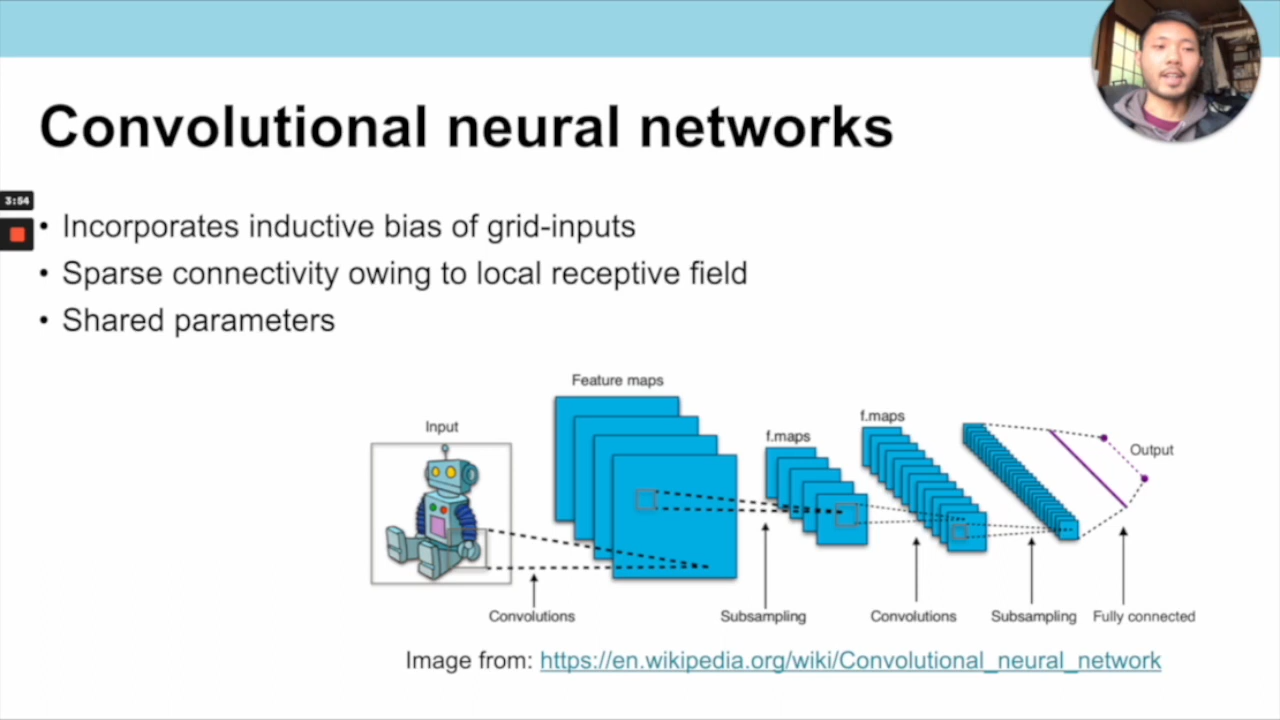 Convolutional neural networks
3:54
• Incorporates inductive bias of grid-inputs
• Sparse connectivity owing to local receptive field
• Shared parameters
Feature maps
Input
f.maps
f.maps
Output
Convolutions
Subsampling
Convolutions
Subsampling
Fully connected
Image from: https://en.wikipedia.org/wiki/Convolutional_neural_network